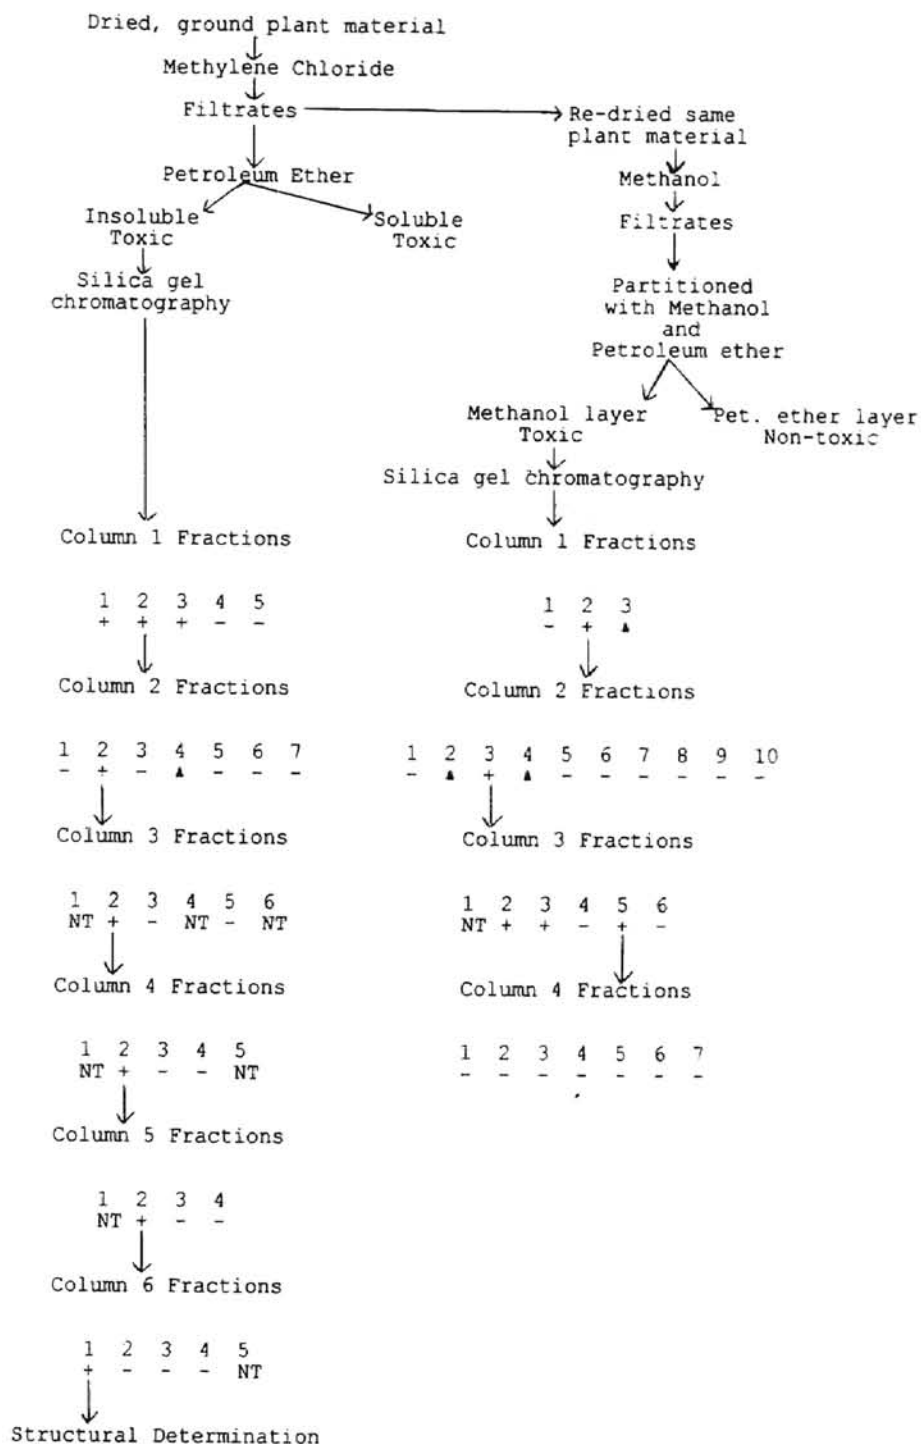 Dried, ground plant material
Methylene Chloride
Filtrates
Re-dried same
plant material
Petroleum Ether
Methanol
Insoluble
Toxic
Soluble
Toxic
Filtrates
Silica gel
chromatography
Partitioned
with Methanol
and
Petroleum ether
Methanol layer
Toxic
Pet. ether layer
Non-toxic
Silica gel chromatography
Column 1 Fractions
1 2 3 4 5
+ + + - -
Column 2 Fractions
1 2 3 4 5 6 7
- + - ▲ - - -
Column 3 Fractions
1 2 3 4 5 6
NT + - NT - NT
Column 4 Fractions
1 2 3 4 5
NT + - - NT
Column 5 Fractions
1 2 3 4
NT + - -
Column 6 Fractions
1 2 3 4 5
+ - - - NT
Structural Determination
Column 1 Fractions
1 2 3
- + ▲
Column 2 Fractions
1 2 3 4 5 6 7 8 9 10
- ▲ + ▲ - - - - - -
Column 3 Fractions
1 2 3 4 5 6
NT + + - + -
Column 4 Fractions
1 2 3 4 5 6 7
- - - - - - -